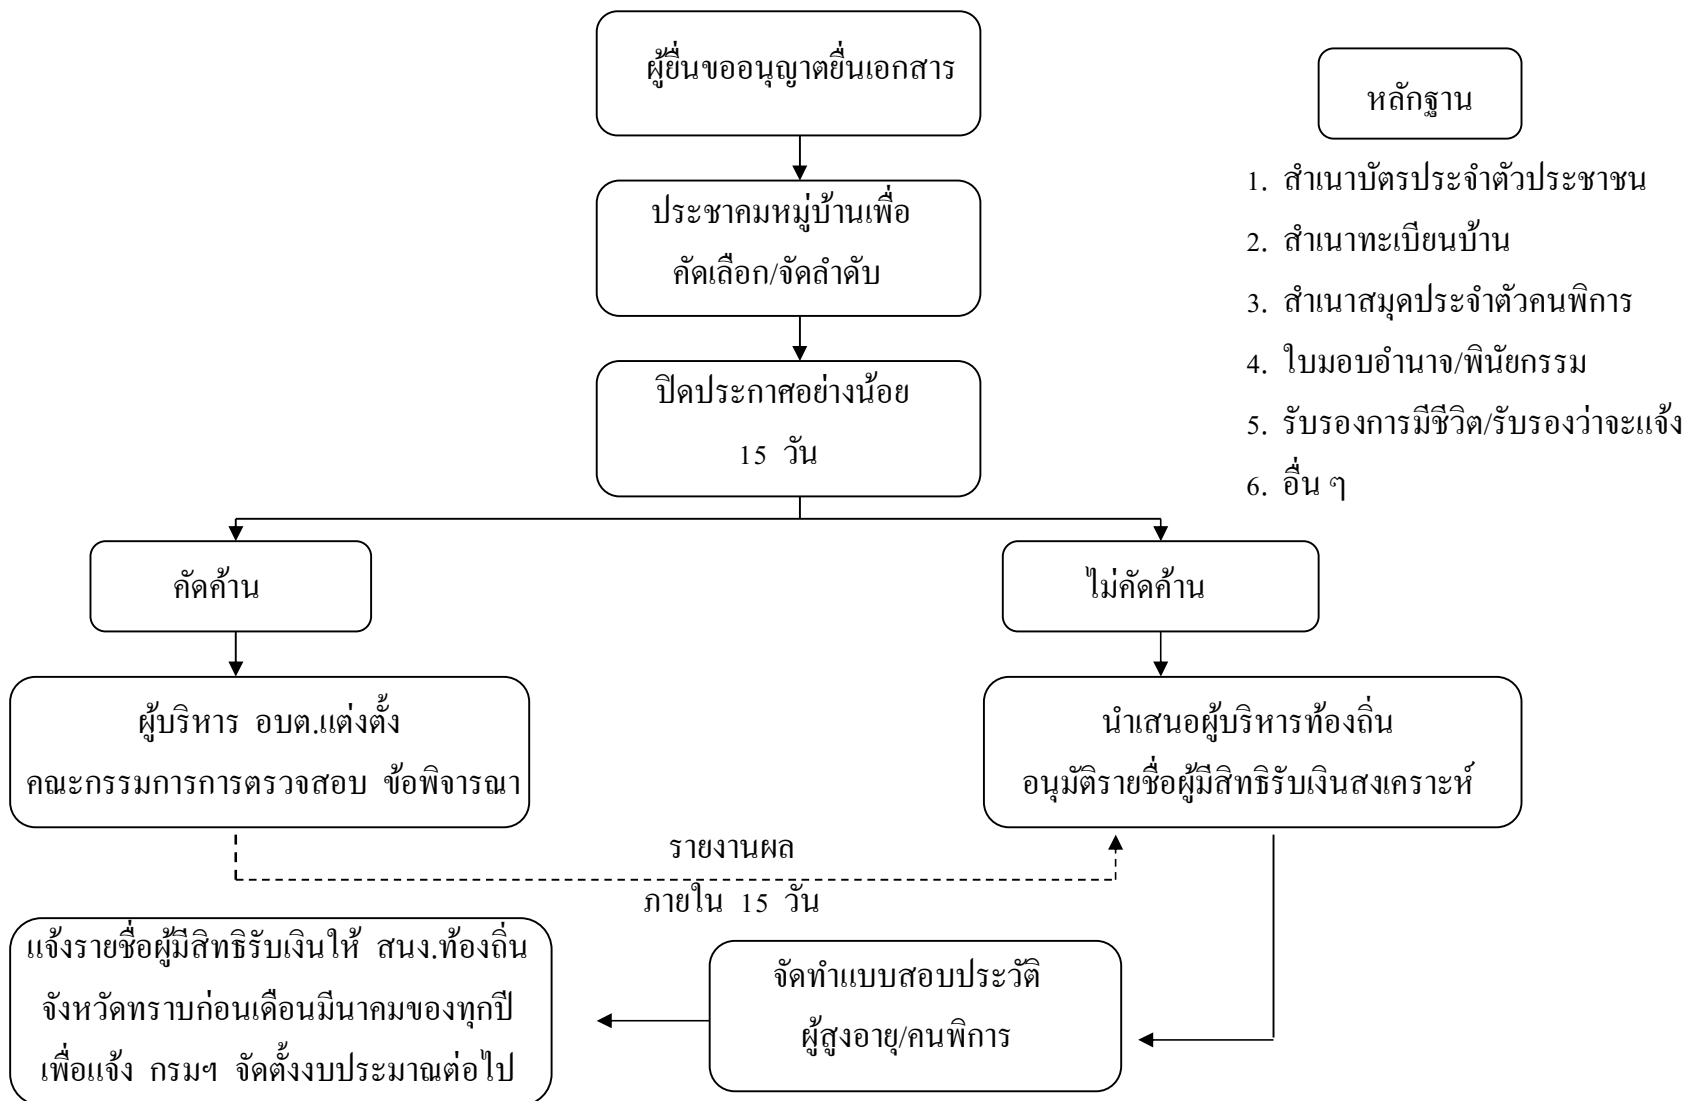 ผู้ยื่นขออนุญาตยื่นเอกสาร
หลักฐาน
1. สำเนาบัตรประจำตัวประชาชน
2. สำเนาทะเบียนบ้าน
3. สำเนาสมุดประจำตัวคนพิการ
4. ใบมอบอำนาจ/พินัยกรรม
5. รับรองการมีชีวิต/รับรองว่าจะแจ้ง
6. อื่น ๆ
ประชาคมหมู่บ้านเพื่อ
คัดเลือก/จัดลำดับ
ปิดประกาศอย่างน้อย
15 วัน
คัดค้าน
ไม่คัดค้าน
ผู้บริหาร อบต.แต่งตั้ง
คณะกรรมการการตรวจสอบ ข้อพิจารณา
นำเสนอผู้บริหารท้องถิ่น
อนุมัติรายชื่อผู้มีสิทธิรับเงินสงเคราะห์
รายงานผล
ภายใน 15 วัน
แจ้งรายชื่อผู้มีสิทธิรับเงินให้ สนง.ท้องถิ่น
จังหวัดทราบก่อนเดือนมีนาคมของทุกปี
เพื่อแจ้ง กรมฯ จัดตั้งงบประมาณต่อไป
จัดทำแบบสอบประวัติ
ผู้สูงอายุ/คนพิการ